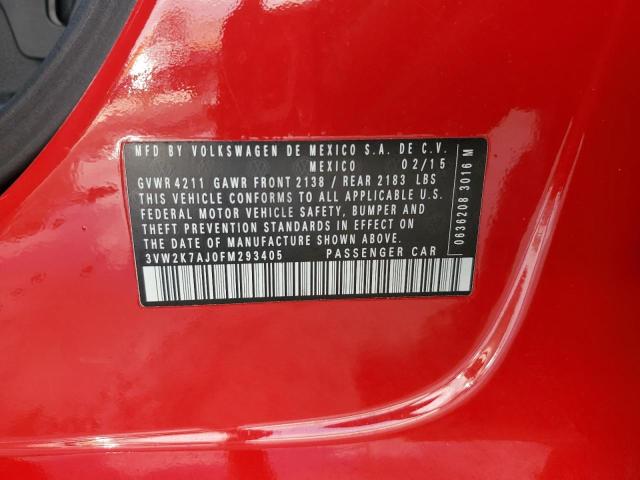 MFD BY VOLKSWAGEN DE MEXICO S.A. DE C.V.
MEXICO 02/15
GVWR 4211 GAWR FRONT 2138 / REAR 2183 LBS
THIS VEHICLE CONFORMS TO ALL APPLICABLE U.S.
FEDERAL MOTOR VEHICLE SAFETY, BUMPER AND
THEFT PREVENTION STANDARDS IN EFFECT ON
THE DATE OF MANUFACTURE SHOWN ABOVE.
3VW2K7AJ0FM293405 PASSENGER CAR
0636208 3016 M